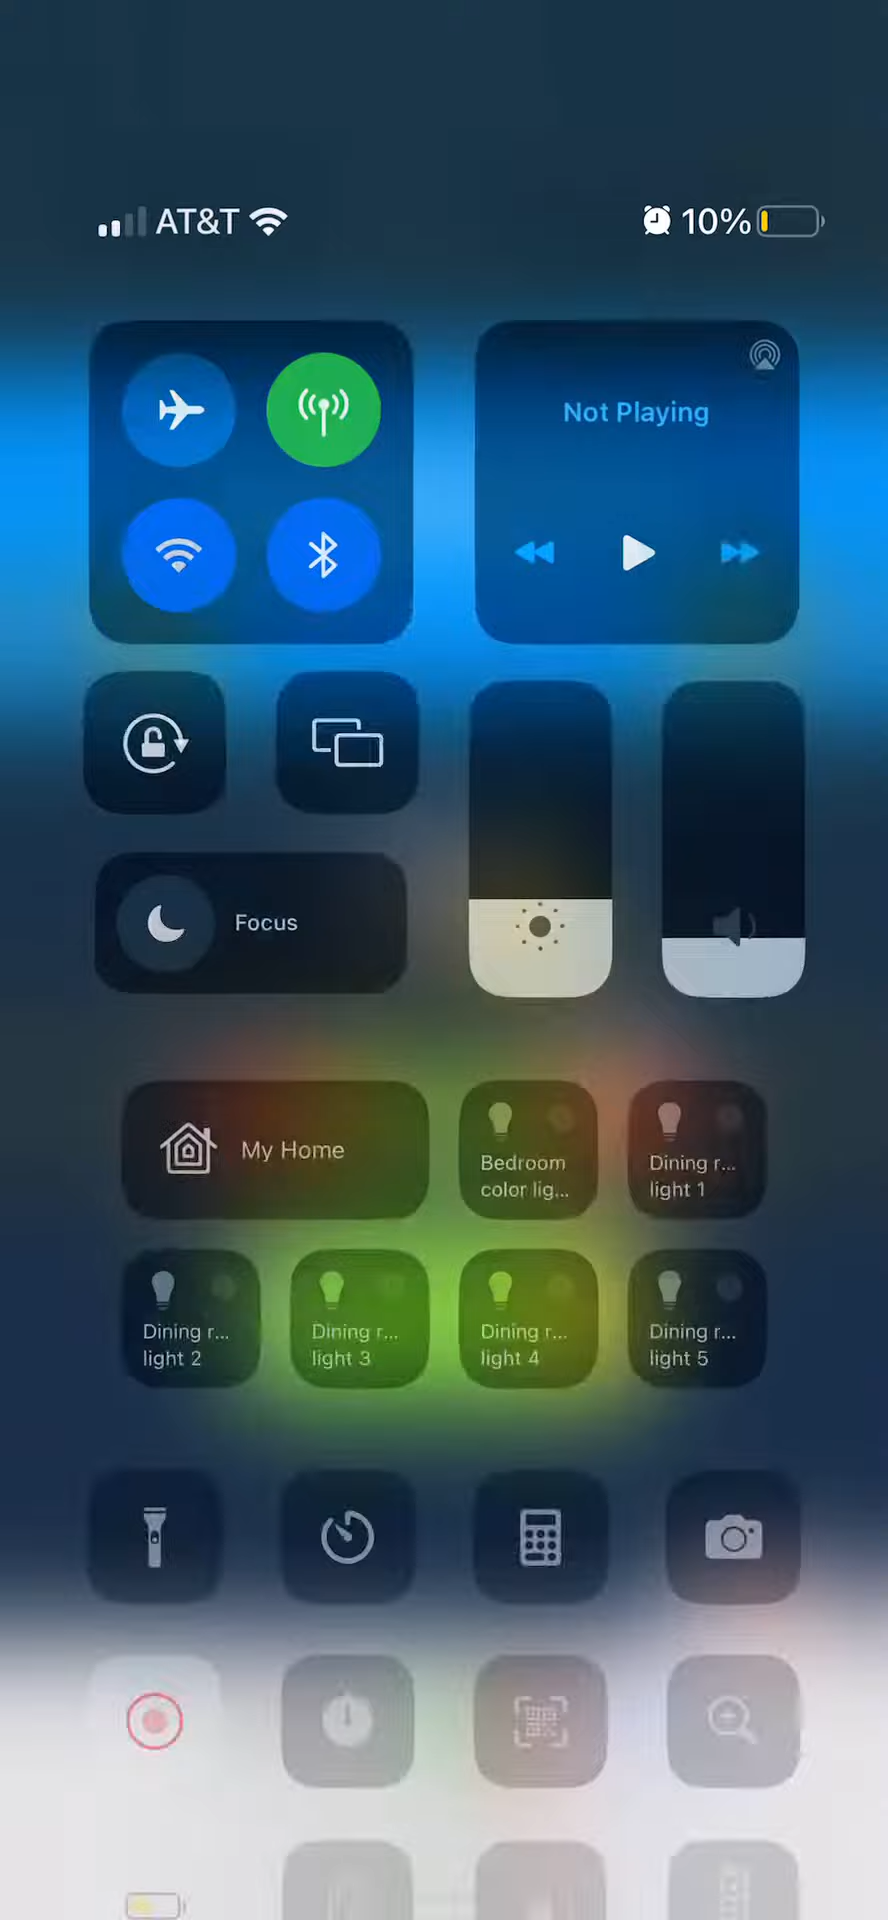 AT&T 10%
Not Playing
Focus
My Home
Bedroom
color lig...
Dining r...
light 1
Dining r...
light 2
Dining r...
light 3
Dining r...
light 4
Dining r...
light 5